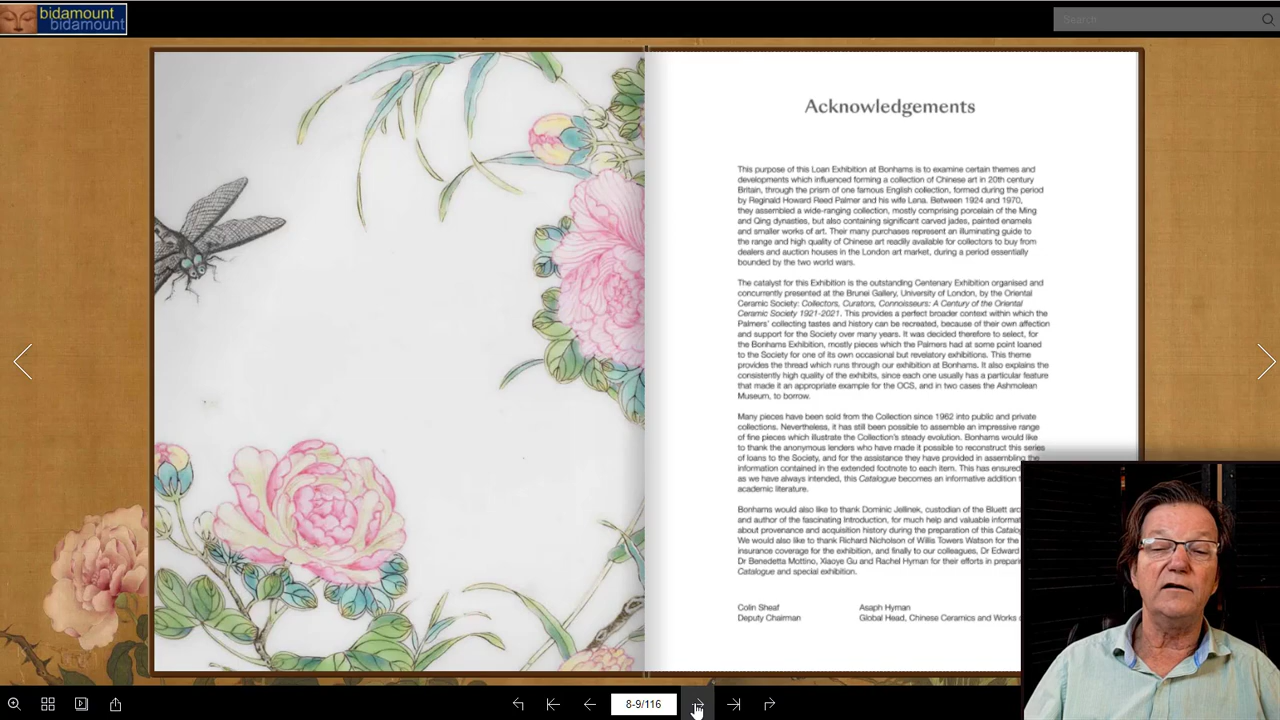 bidamount
bidamount
Search
Acknowledgements
This purpose of this Loan Exhibition at Bonhams is to examine certain themes and
developments which influenced forming a collection of Chinese art in 20th century
Britain, through the prism of one famous English collection, formed during the period
by Reginald Howard Reed Palmer and his wife Lena. Between 1924 and 1970,
they assembled a wide-ranging collection, mostly comprising porcelain of the Ming
and Qing dynasties, but also containing significant carved jades, painted enamels
and smaller works of art. Their many purchases represent an illuminating guide to
the range and high quality of Chinese art readily available for collectors to buy from
dealers and auction houses in the London art market, during a period essentially
bounded by the two world wars.
The catalyst for this Exhibition is the outstanding Centenary Exhibition organised and
concurrently presented at the Brunei Gallery, University of London, by the Oriental
Ceramic Society: Collectors, Curators, Connoisseurs: A Century of the Oriental
Ceramic Society 1921-2021. This provides a perfect broader context within which the
Palmers' collecting tastes and history can be recreated, because of their own affection
and support for the Society over many years. It was decided therefore to select, for
the Bonhams Exhibition, mostly pieces which the Palmers had at some point loaned
to the Society for one of its own occasional but revelatory exhibitions. This theme
provides the thread which runs through our exhibition at Bonhams. It also explains the
consistently high quality of the exhibits, since each one usually has a particular feature
that made it an appropriate example for the OCS, and in two cases the Ashmolean
Museum, to borrow.
Many pieces have been sold from the Collection since 1962 into public and private
collections. Nevertheless, it has still been possible to assemble an impressive range
of fine pieces which illustrate the Collection's steady evolution. Bonhams would like
to thank the anonymous lenders who have made it possible to reconstruct this series
of loans to the Society, and for the assistance they have provided in assembling the
information contained in the extended footnote to each item. This has ensured
as we have always intended, this Catalogue becomes an informative addition
academic literature.
Bonhams would also like to thank Dominic Jellinek, custodian of the Bluett
and author of the fascinating Introduction, for much help and valuable
about provenance and acquisition history during the preparation of this
We would also like to thank Richard Nicholson of Willis Towers Watson for the
insurance coverage for the exhibition, and finally to our colleagues, Dr Edward
Dr Benedetta Mottino, Xiaoye Gu and Rachel Hyman for their efforts in
Catalogue and special exhibition.
Colin Sheaf
Deputy Chairman
Asaph Hyman
Global Head, Chinese Ceramics and Works
8-9/116